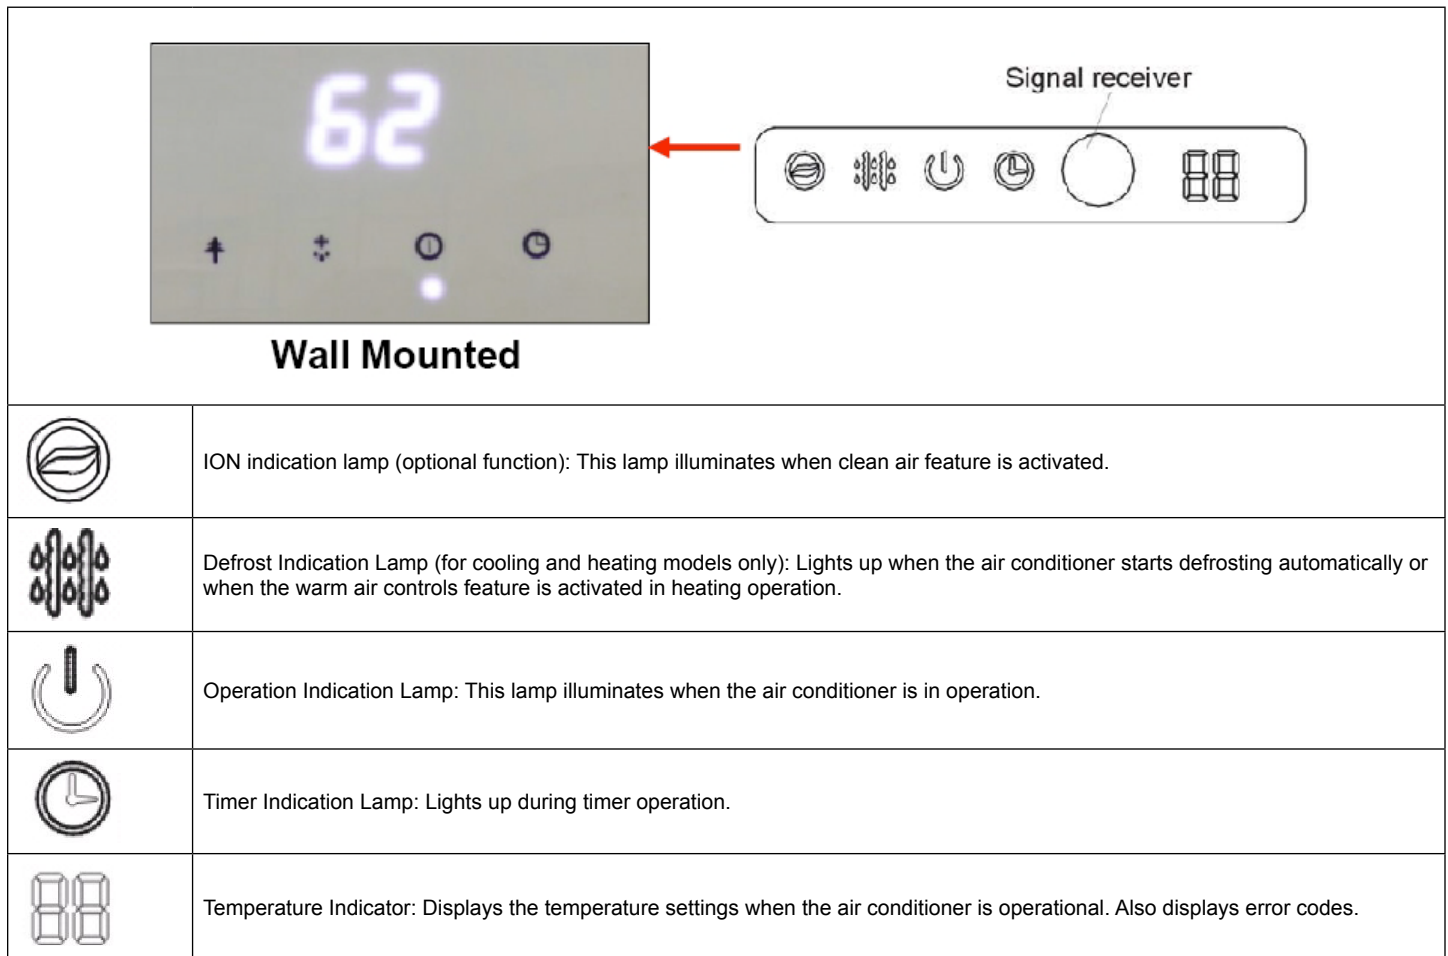 62
Signal receiver
Wall Mounted
ION indication lamp (optional function): This lamp illuminates when clean air feature is activated.
Defrost Indication Lamp (for cooling and heating models only): Lights up when the air conditioner starts defrosting automatically or
when the warm air controls feature is activated in heating operation.
Operation Indication Lamp: This lamp illuminates when the air conditioner is in operation.
Timer Indication Lamp: Lights up during timer operation.
Temperature Indicator: Displays the temperature settings when the air conditioner is operational. Also displays error codes.